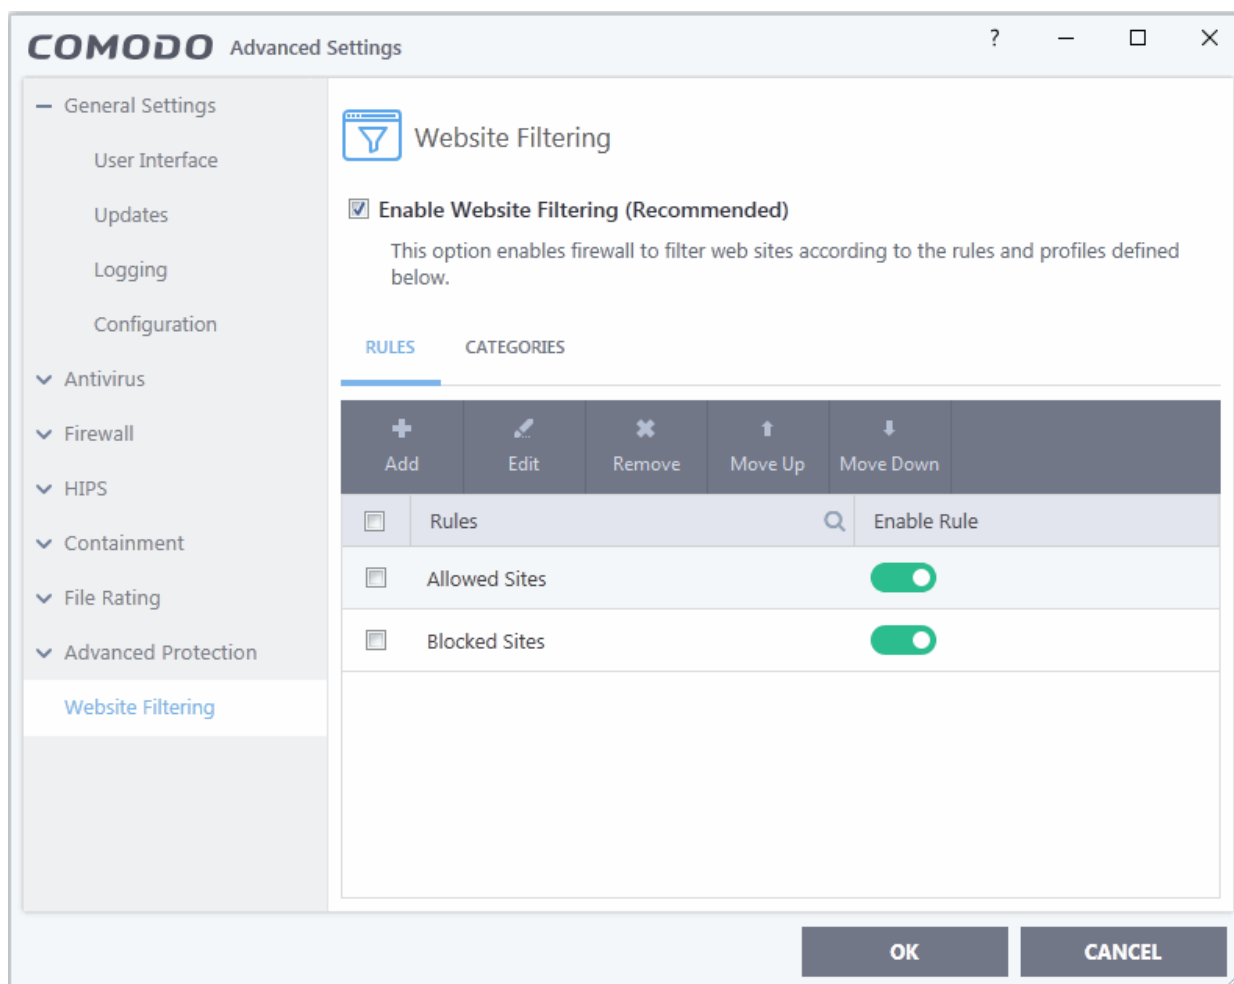 COMODO Advanced Settings
?
General Settings
User Interface
Updates
Logging
Configuration
Antivirus
Firewall
HIPS
Containment
File Rating
Advanced Protection
Website Filtering
Website Filtering
Enable Website Filtering (Recommended)
This option enables firewall to filter web sites according to the rules and profiles defined
below.
RULES CATEGORIES
Add Edit Remove Move Up Move Down
Rules Enable Rule
Allowed Sites
Blocked Sites
OK CANCEL